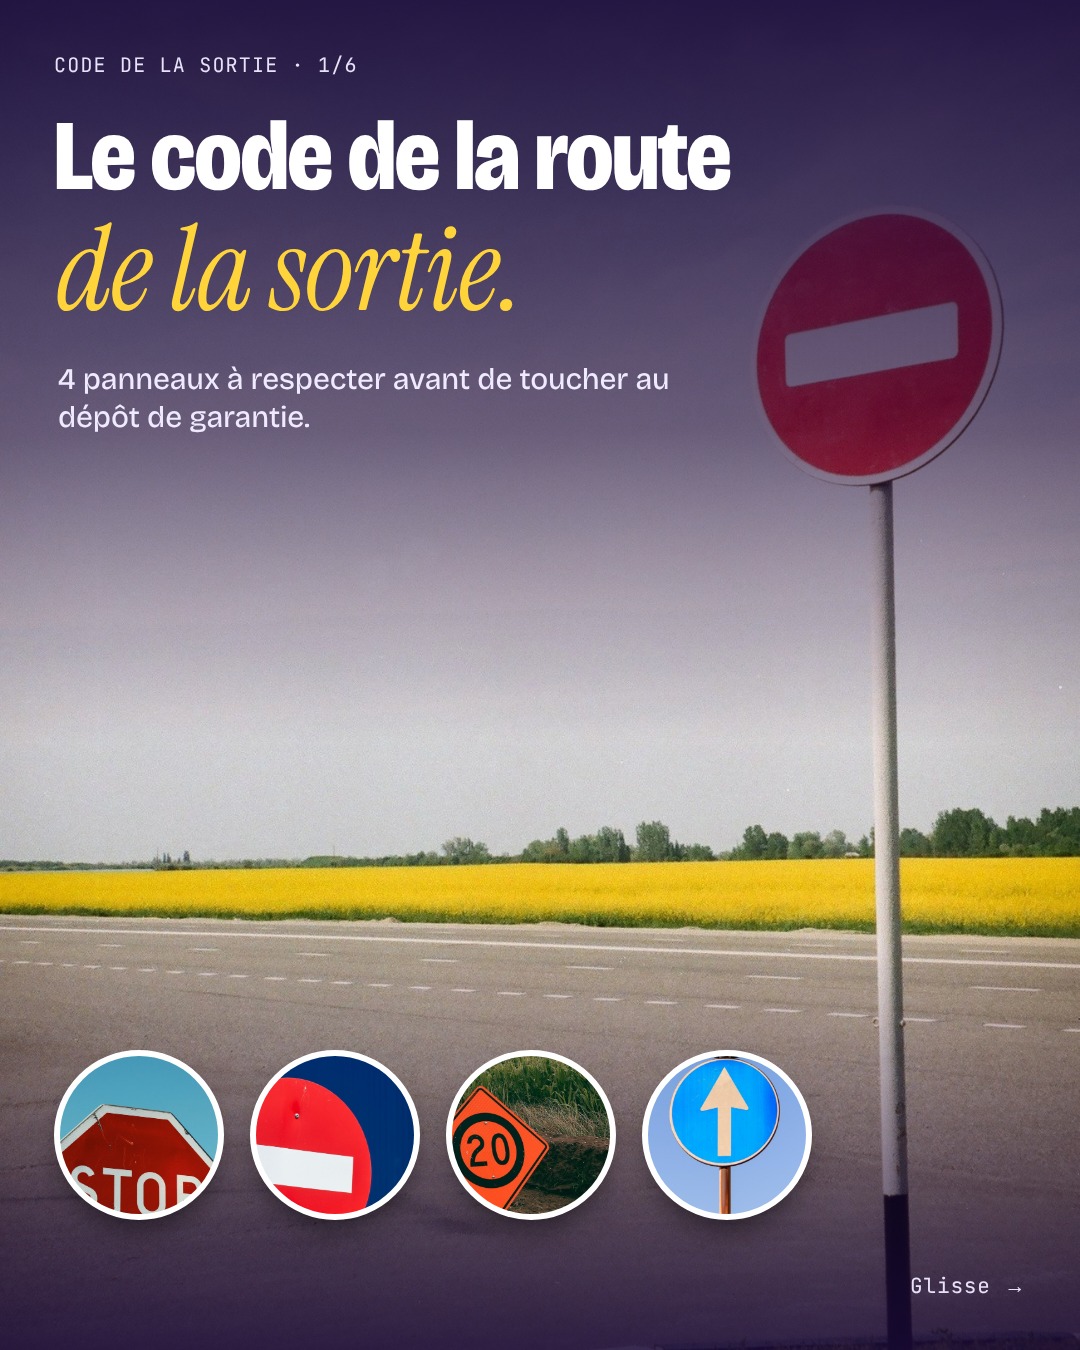 CODE DE LA SORTIE · 1/6
Le code de la route
de la sortie.
4 panneaux à respecter avant de toucher au
dépôt de garantie.
STOP
20
Glisse →